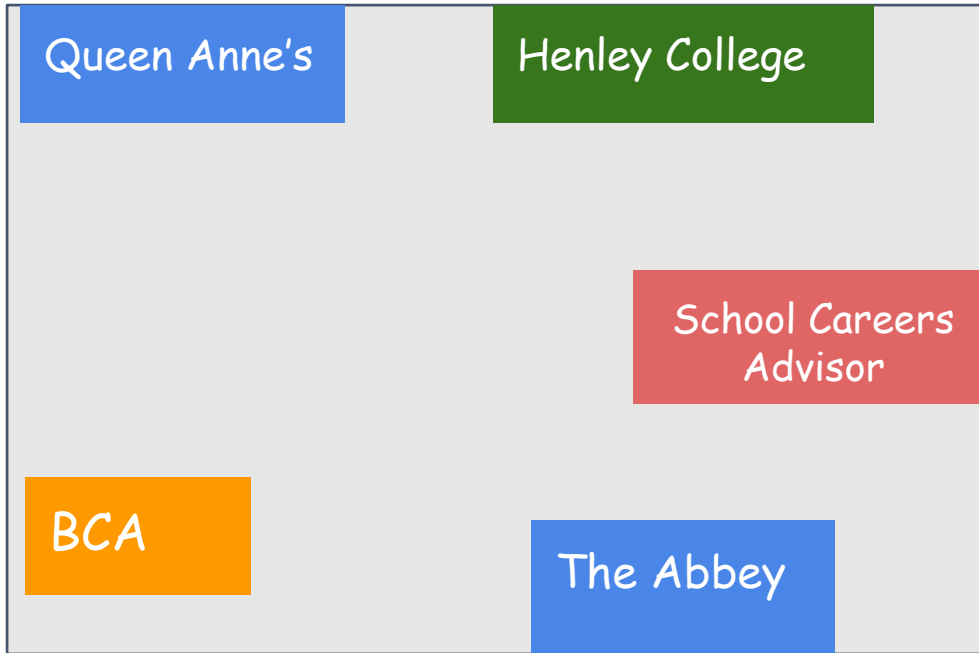 Queen Anne’s
Henley College
School Careers
Advisor
BCA
The Abbey